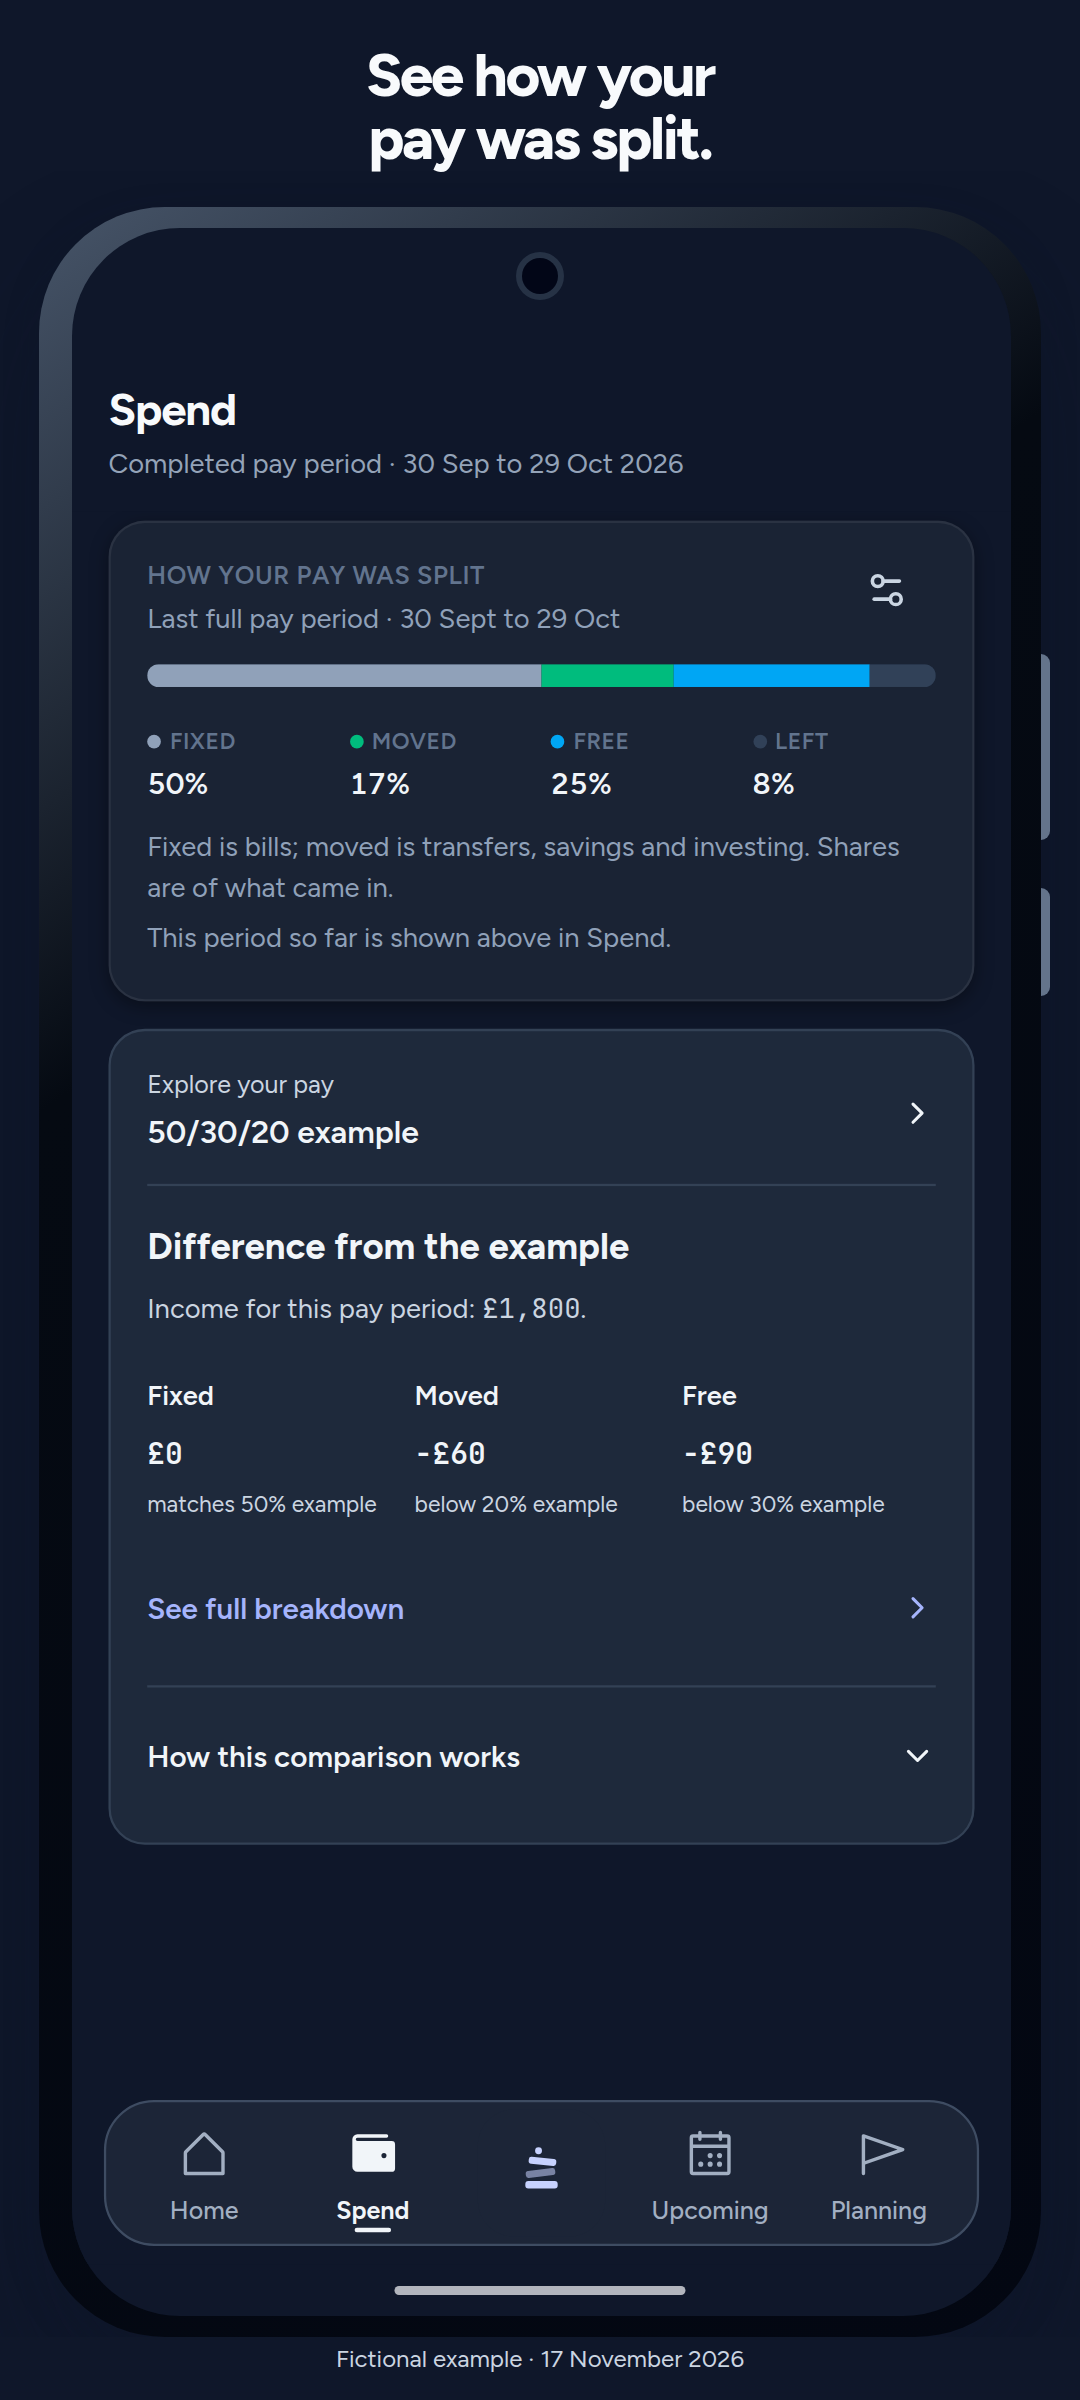 See how your
pay was split.
Spend
Completed pay period · 30 Sep to 29 Oct 2026
HOW YOUR PAY WAS SPLIT
Last full pay period · 30 Sept to 29 Oct
FIXED MOVED FREE LEFT
50% 17% 25% 8%
Fixed is bills; moved is transfers, savings and investing. Shares
are of what came in.
This period so far is shown above in Spend.
Explore your pay
50/30/20 example
Difference from the example
Income for this pay period: £1,800.
Fixed Moved Free
£0 -£60 -£90
matches 50% example below 20% example below 30% example
See full breakdown
How this comparison works
Home Spend Upcoming Planning
Fictional example · 17 November 2026